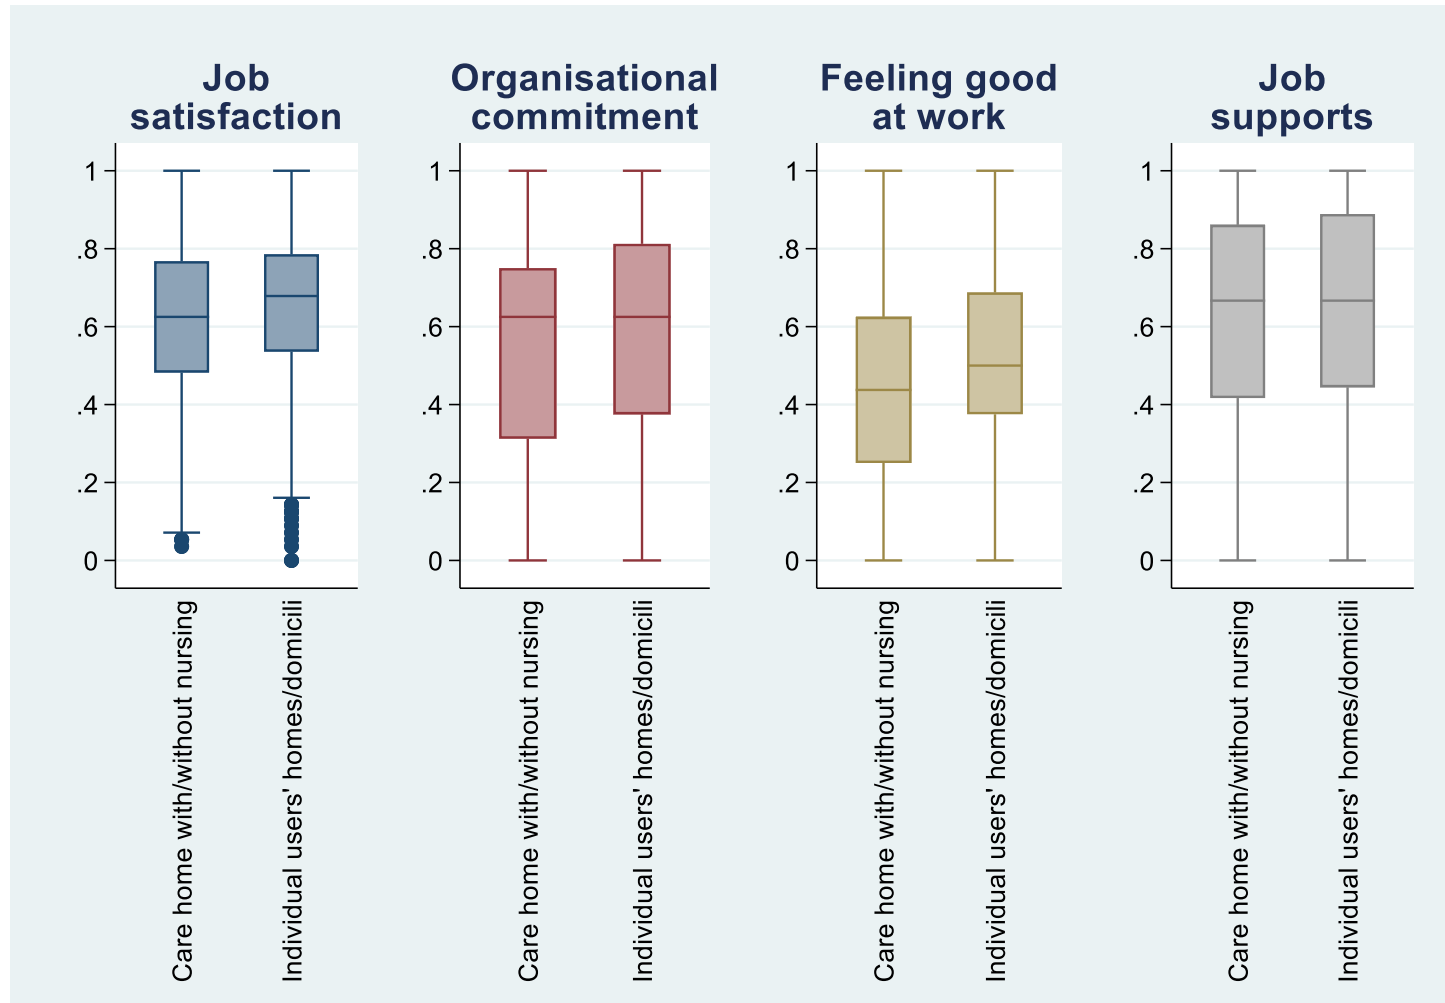 Job
satisfaction
1
.8
.6
.4
.2
0
Care home with/without nursing
Individual users' homes/domicili
Organisational
commitment
1
.8
.6
.4
.2
0
Care home with/without nursing
Individual users' homes/domicili
Feeling good
at work
1
.8
.6
.4
.2
0
Care home with/without nursing
Individual users' homes/domicili
Job
supports
1
.8
.6
.4
.2
0
Care home with/without nursing
Individual users' homes/domicili